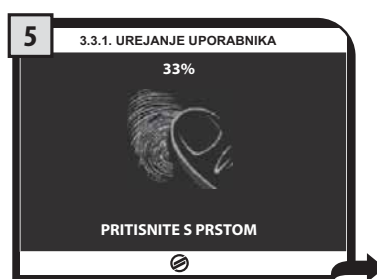 5
3.3.1. UREJANJE UPORABNIKA
33%
PRITISNITE S PRSTOM